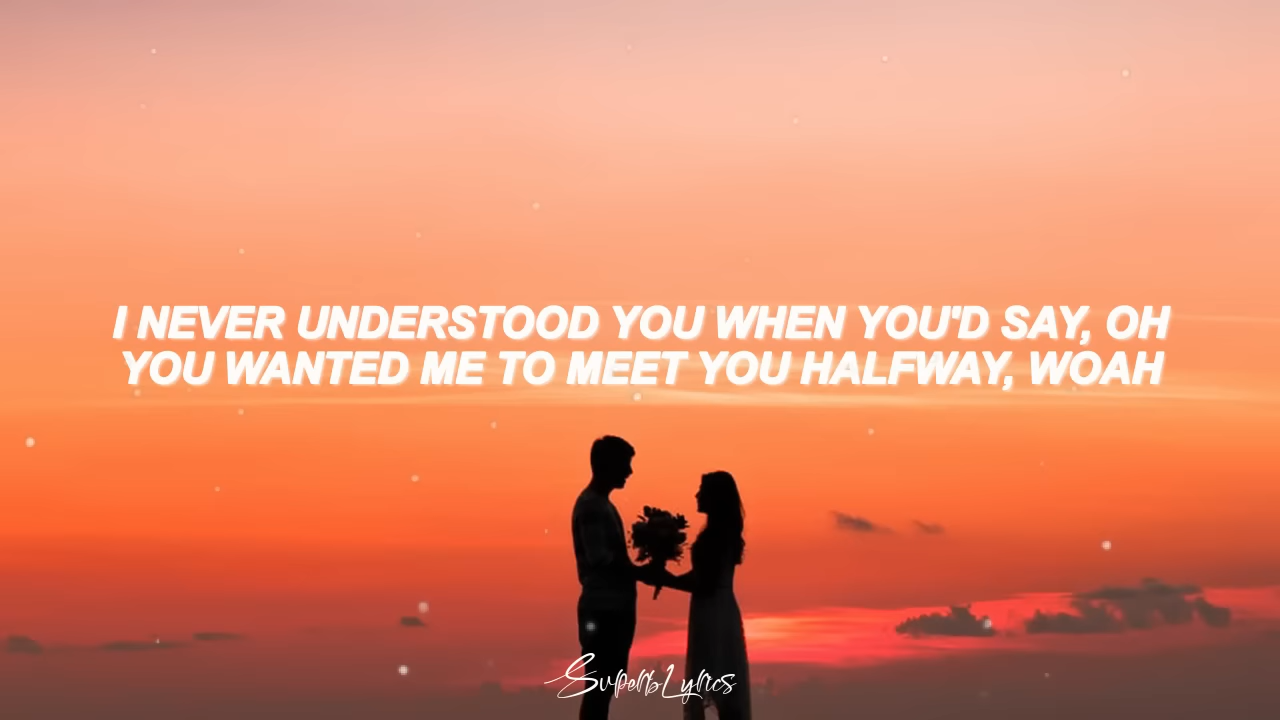 I NEVER UNDERSTOOD YOU WHEN YOU'D SAY, OH
YOU WANTED ME TO MEET YOU HALFWAY, WOAH
SuperbLyrics